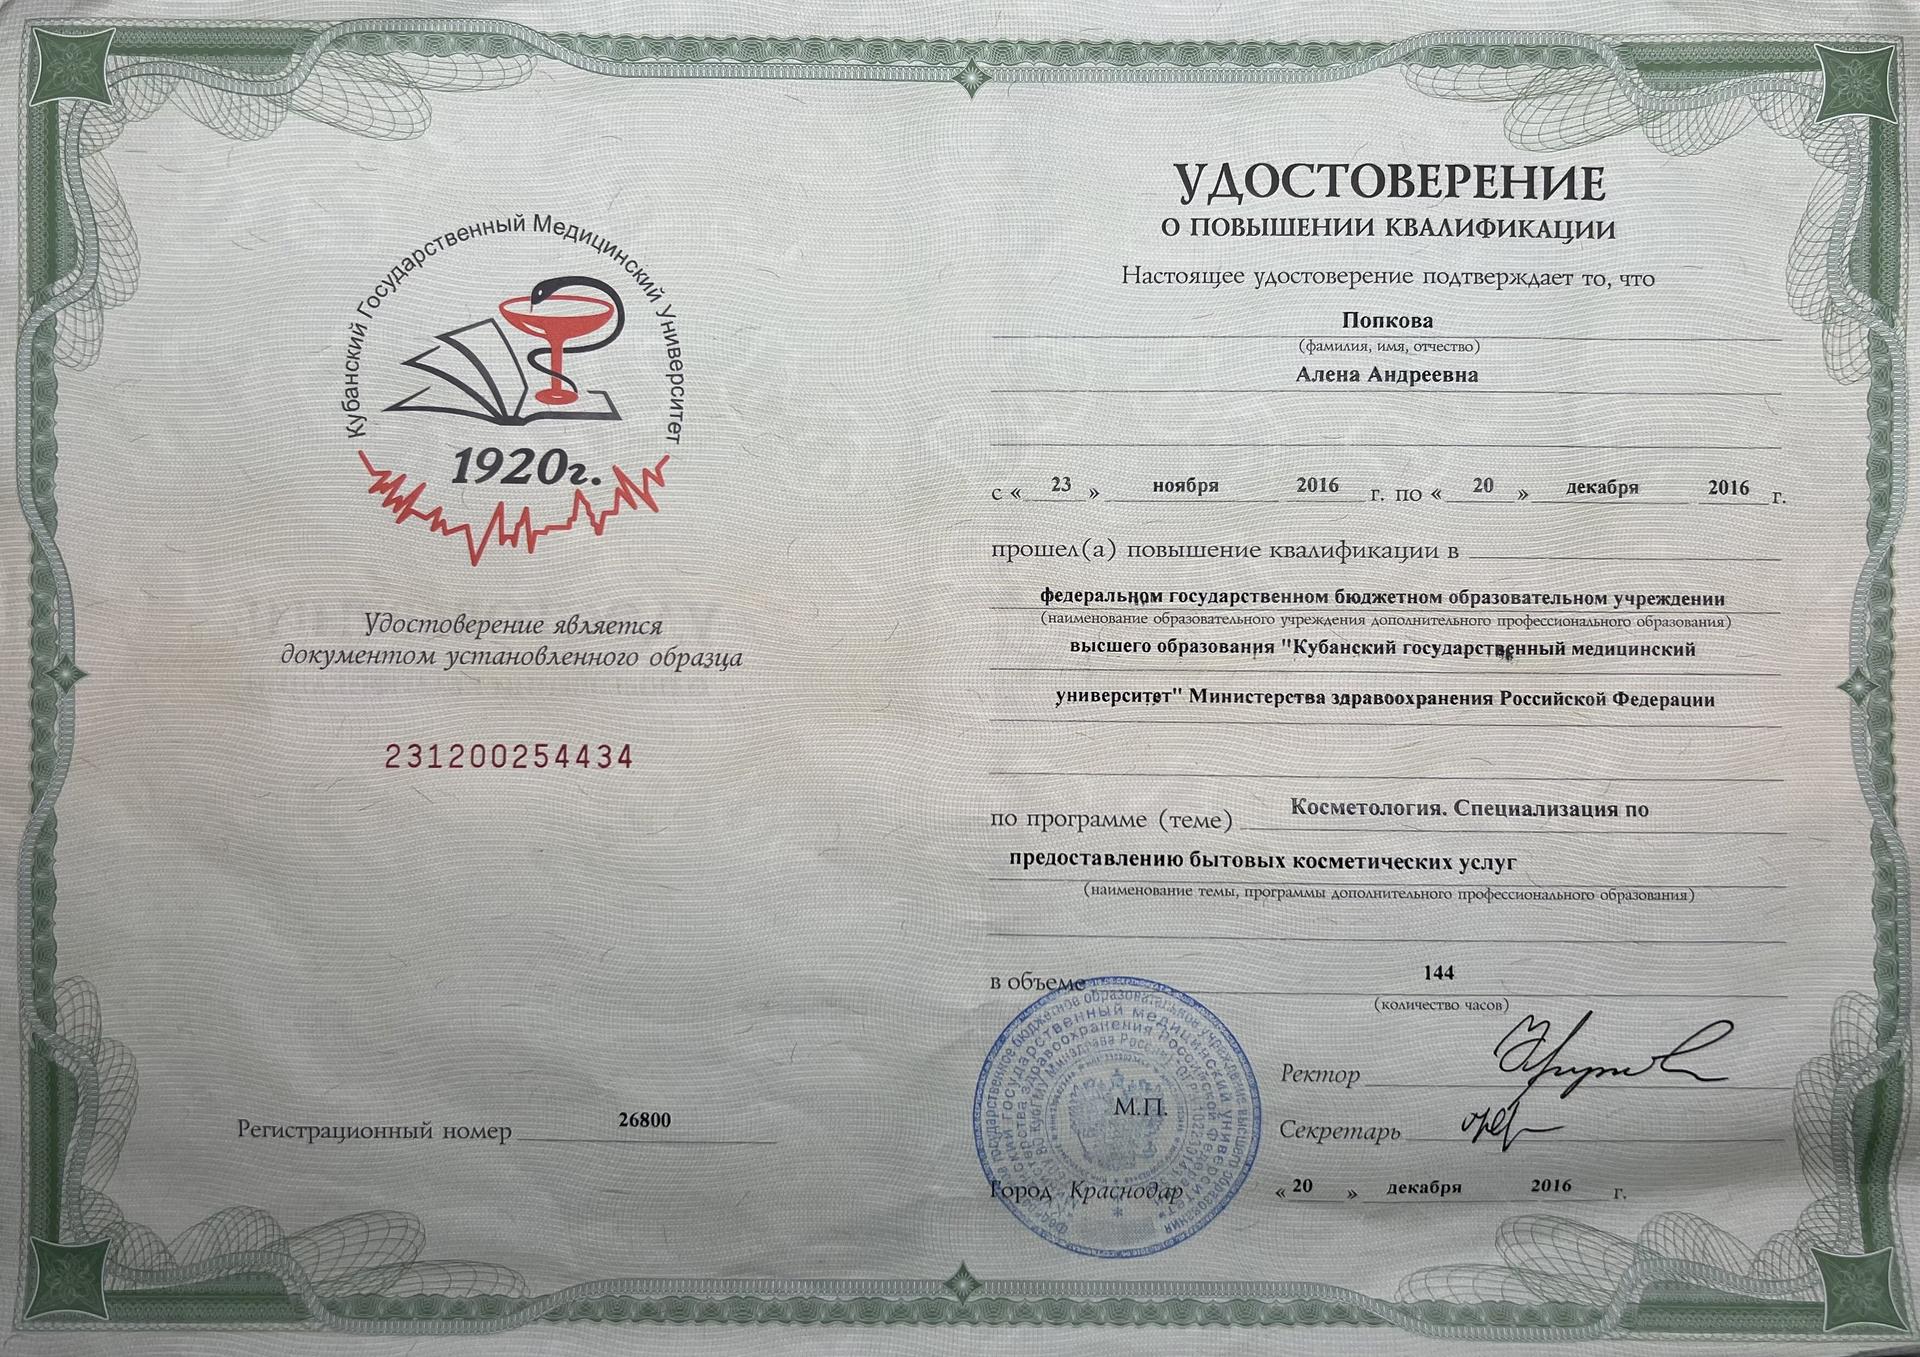 Кубанский Государственный Медицинский Университет
1920г.
Удостоверение является
документом установленного образца
231200254434
Регистрационный номер 26800
УДОСТОВЕРЕНИЕ
О ПОВЫШЕНИИ КВАЛИФИКАЦИИ
Настоящее удостоверение подтверждает то, что
Попкова
(фамилия, имя, отчество)
Алена Андреевна
с « 23 » ноября 2016 г. по « 20 » декабря 2016 г.
прошел(а) повышение квалификации в
федеральном государственном бюджетном образовательном учреждении
(наименование образовательного учреждения дополнительного профессионального образования)
высшего образования "Кубанский государственный медицинский
университет" Министерства здравоохранения Российской Федерации
по программе (теме) Косметология. Специализация по
предоставлению бытовых косметических услуг
(наименование темы, программы дополнительного профессионального образования)
в объеме 144
(количество часов)
Ректор
М.П.
Секретарь
Город Краснодар « 20 » декабря 2016 г.